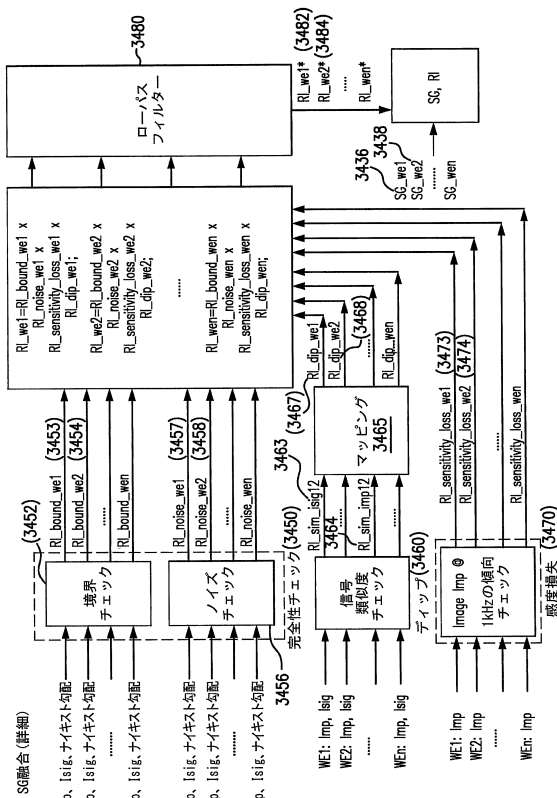 SG融合(詳細)
p、Isig、ナイキスト勾配
p、Isig、ナイキスト勾配
........
p、Isig、ナイキスト勾配
境界
チェック
3452
RI_bound_we1 (3453)
RI_bound_we2 (3454)
......
RI_bound_wen
p、Isig、ナイキスト勾配
p、Isig、ナイキスト勾配
........
p、Isig、ナイキスト勾配
ノイズ
チェック
3456
RI_noise_we1 (3457)
RI_noise_we2 (3458)
......
RI_noise_wen
完全性チェック(3450)
WE1: Imp, Isig
WE2: Imp, Isig
......
WEn: Imp, Isig
信号
類似度
チェック
ディップ(3460)
3463
RI_sim_isig12
......
3464
RI_sim_imp12
......
マッピング
3465
(3467)
RI_dip_we1
RI_dip_we2
(3468)
......
RI_dip_wen
WE1: Imp
WE2: Imp
......
WEn: Imp
Image Imp @
1kHzの傾向
チェック
感度損失(3470)
RI_sensitivity_loss_we1 (3473)
RI_sensitivity_loss_we2 (3474)
......
RI_sensitivity_loss_wen
RI_we1=RI_bound_we1 x
RI_noise_we1 x
RI_sensitivity_loss_we1 x
RI_dip_we1;
RI_we2=RI_bound_we2 x
RI_noise_we2 x
RI_sensitivity_loss_we2 x
RI_dip_we2;
......
RI_wen=RI_bound_wen x
RI_noise_wen x
RI_sensitivity_loss_wen x
RI_dip_wen;
ローパス
フィルター
3480
RI_we1* (3482)
RI_we2* (3484)
......
RI_wen*
3436
3438
SG_we1
SG_we2
.......
SG_wen
SG, RI